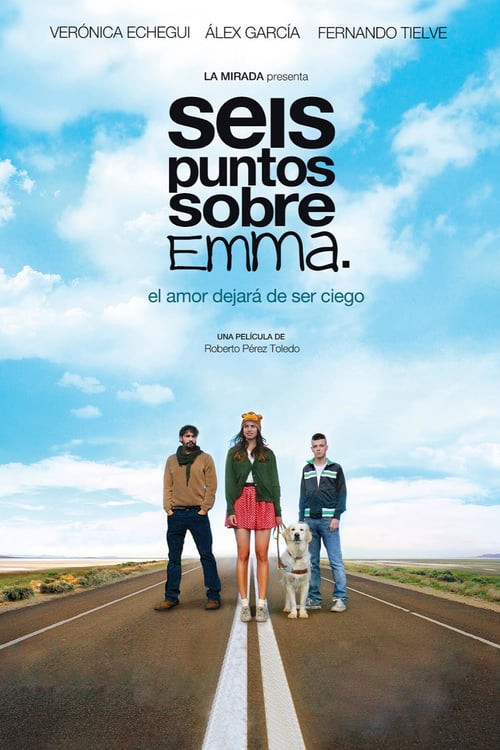 VERÓNICA ECHEGUI ÁLEX GARCÍA FERNANDO TIELVE
LA MIRADA presenta
seis
puntos
sobre
Emma.
el amor dejará de ser ciego
UNA PELÍCULA DE
Roberto Pérez Toledo